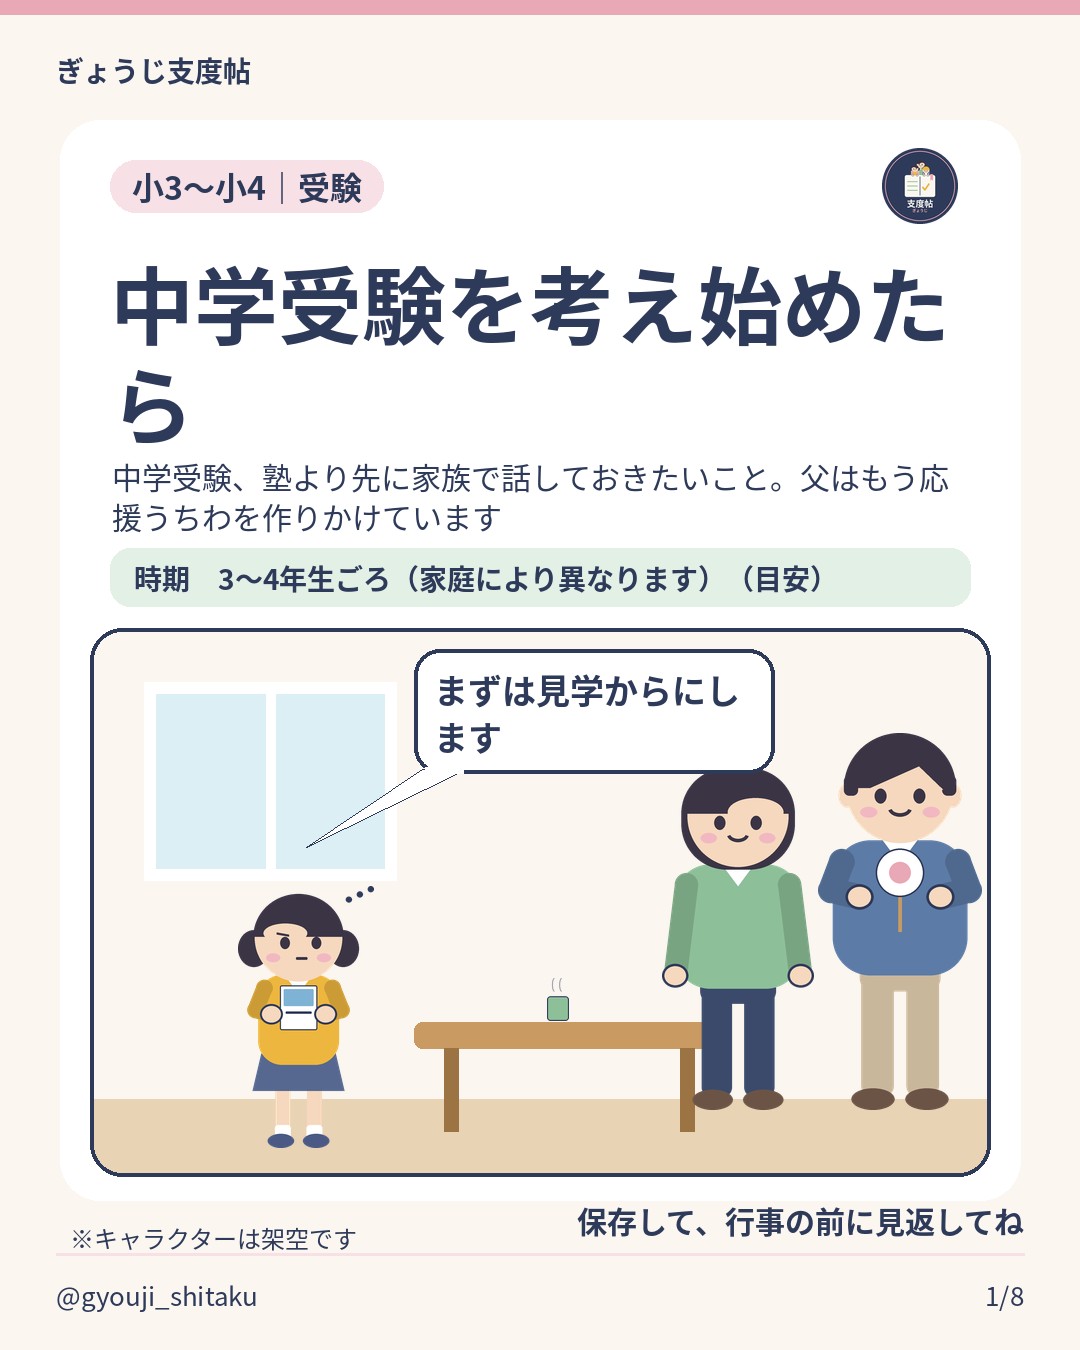 ぎょうじ支度帖
小3〜小4｜受験
支度帖
ぎょうじ
中学受験を考え始めた
ら
中学受験、塾より先に家族で話しておきたいこと。父はもう応
援うちわを作りかけています
時期　3〜4年生ごろ（家庭により異なります）（目安）
まずは見学からにし
ます
保存して、行事の前に見返してね
※キャラクターは架空です
@gyouji_shitaku
1/8